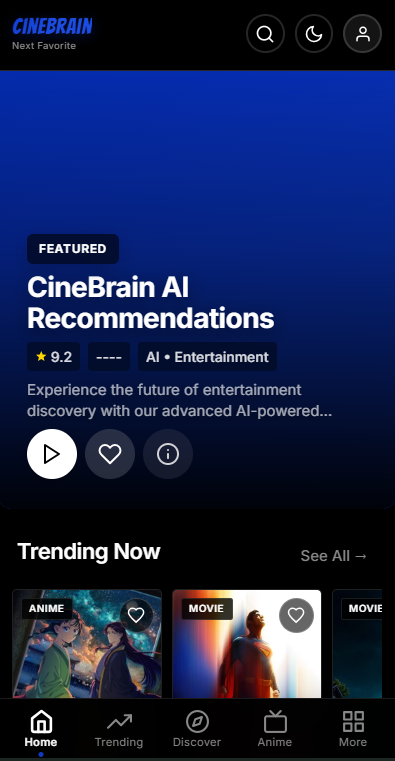 CINEBRAIN
Next Favorite
FEATURED
CineBrain AI
Recommendations
9.2
----
AI • Entertainment
Experience the future of entertainment
discovery with our advanced AI-powered...
Trending Now
See All →
ANIME
MOVIE
MOVIE
Home
Trending
Discover
Anime
More